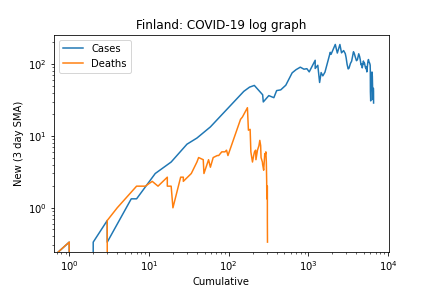 Finland: COVID-19 log graph
Cases
Deaths
New (3 day SMA)
10²
10¹
10⁰
10⁰ 10¹ 10² 10³ 10⁴
Cumulative